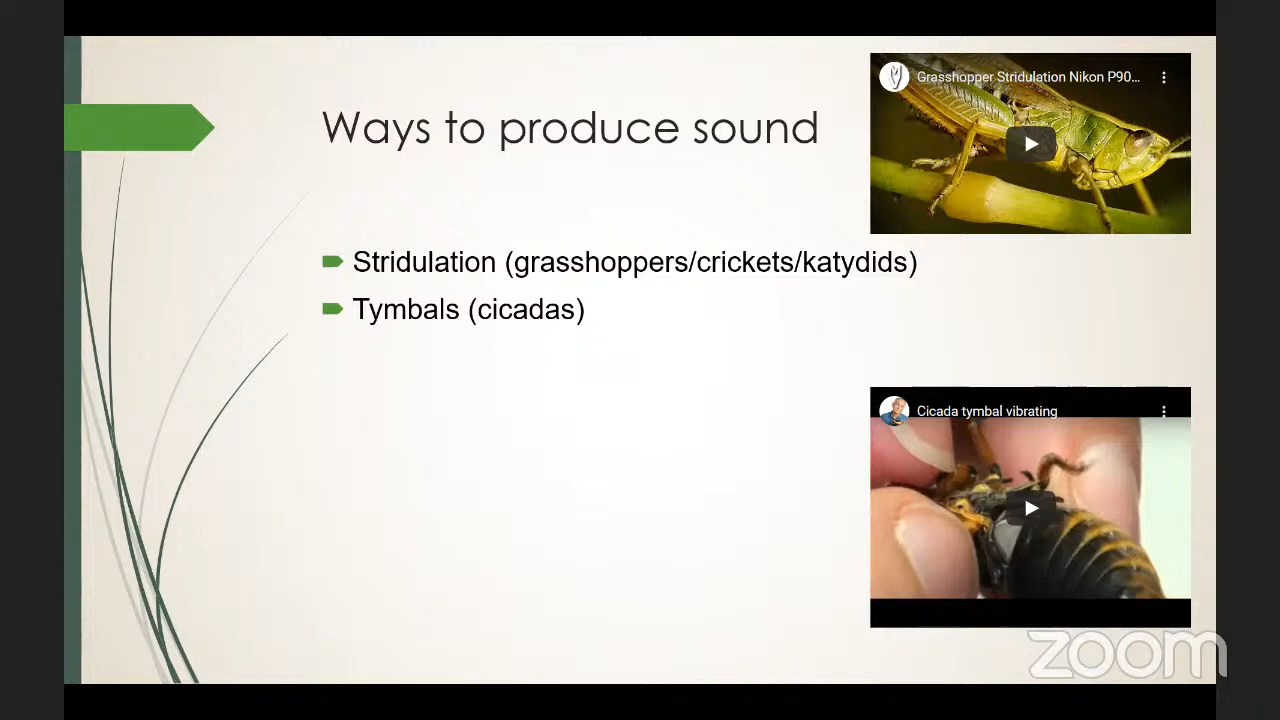 Grasshopper Stridulation Nikon P90...
Ways to produce sound
Stridulation (grasshoppers/crickets/katydids)
Tymbals (cicadas)
Cicada tymbal vibrating
zoom